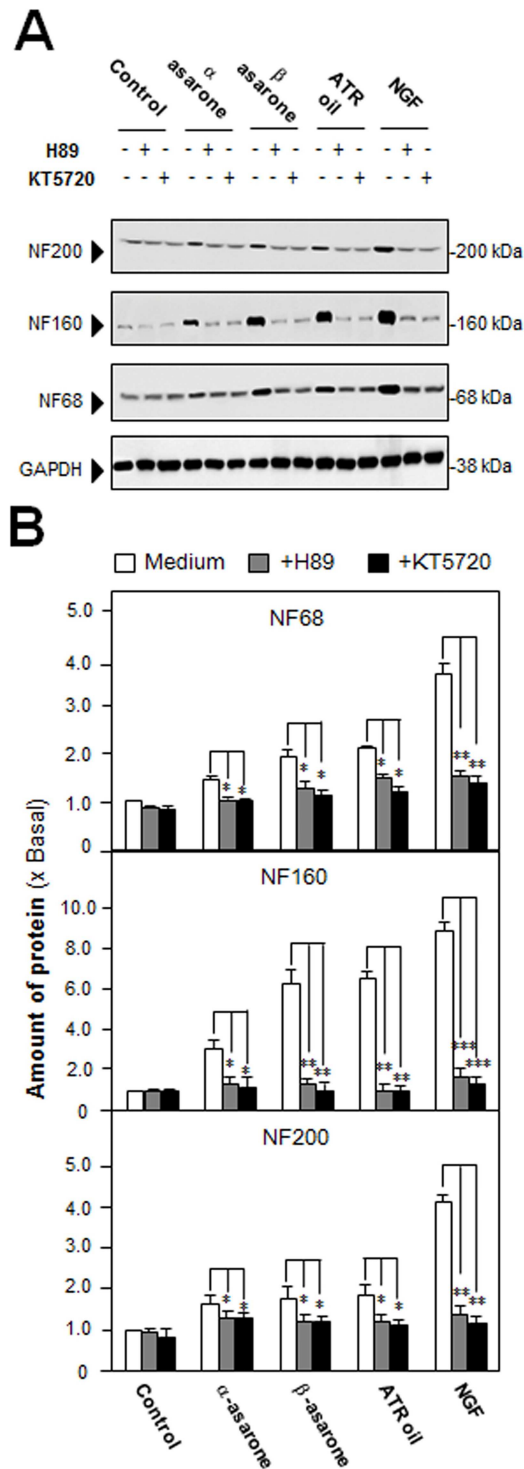 A
Control α asarone β asarone ATR oil NGF
H89 - + - - + - - + - - + - - + -
KT5720 - - + - - + - - + - - + - - +
NF200 -200 kDa
NF160 -160 kDa
NF68 -68 kDa
GAPDH -38 kDa
B
Medium +H89 +KT5720
Amount of protein (x Basal)
NF68
5.0
4.0
3.0
2.0
1.0
0
* * * * * * ** **
NF160
10.0
8.0
6.0
4.0
2.0
0
* * ** ** ** ** *** ***
NF200
5.0
4.0
3.0
2.0
1.0
0
* * * * * * ** **
Control α-asarone β-asarone ATR oil NGF